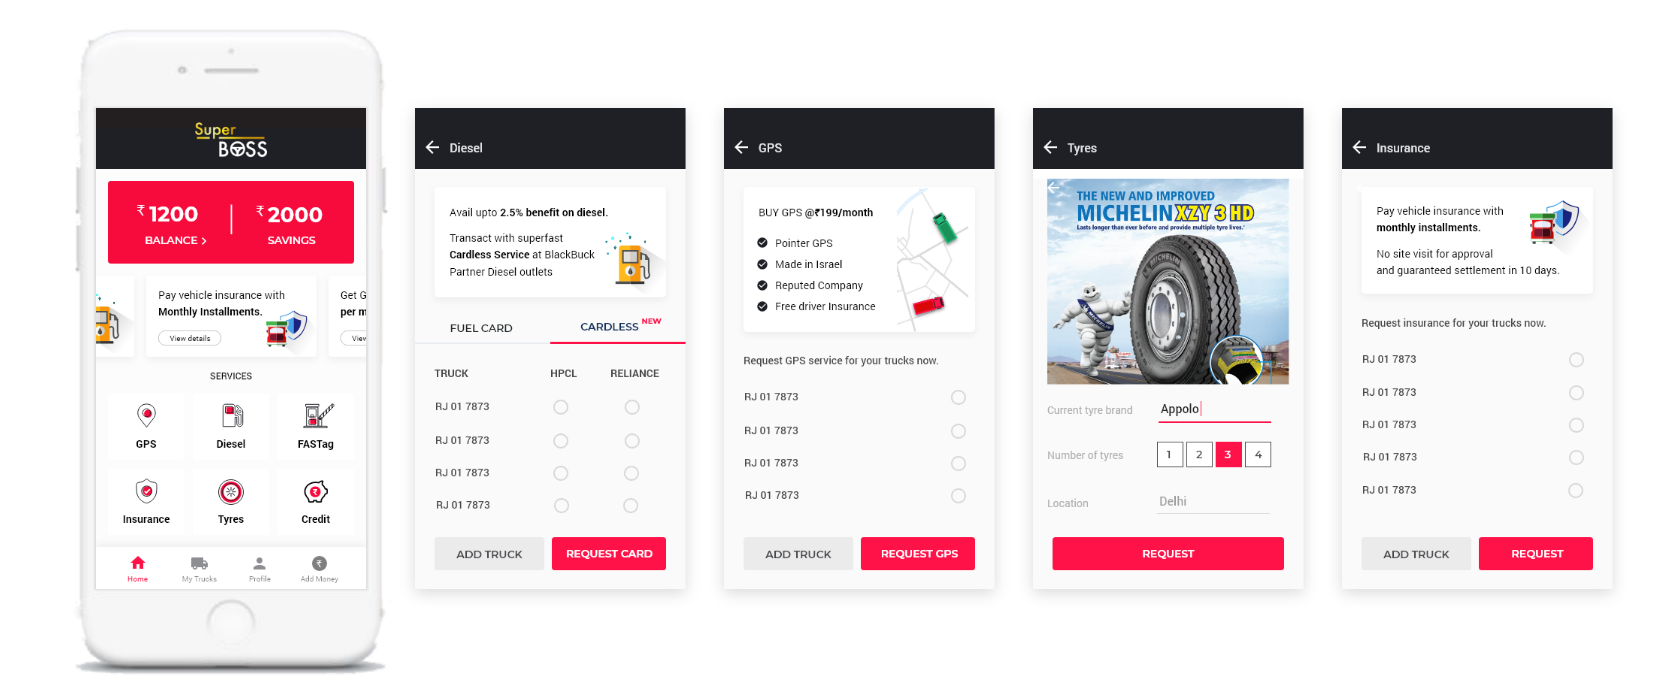 Super
BOSS
₹ 1200
BALANCE >
₹ 2000
SAVINGS
Pay vehicle insurance with
Monthly Installments.
View details
Get G
per m
View
SERVICES
GPS
Diesel
FASTag
Insurance
Tyres
Credit
Home
My Trucks
Profile
Add Money
Diesel
Avail upto 2.5% benefit on diesel.
Transact with superfast
Cardless Service at BlackBuck
Partner Diesel outlets
FUEL CARD
CARDLESS NEW
TRUCK HPCL RELIANCE
RJ 01 7873
RJ 01 7873
RJ 01 7873
RJ 01 7873
ADD TRUCK
REQUEST CARD
GPS
BUY GPS @₹199/month
Pointer GPS
Made in Israel
Reputed Company
Free driver Insurance
Request GPS service for your trucks now.
RJ 01 7873
RJ 01 7873
RJ 01 7873
RJ 01 7873
ADD TRUCK
REQUEST GPS
Tyres
THE NEW AND IMPROVED
MICHELIN XZY 3 HD
Lasts longer than ever before and provide multiple tyre lives.
MICHELIN
Current tyre brand Appolo
Number of tyres 1 2 3 4
Location Delhi
REQUEST
Insurance
Pay vehicle insurance with
monthly installments.
No site visit for approval
and guaranteed settlement in 10 days.
Request insurance for your trucks now.
RJ 01 7873
RJ 01 7873
RJ 01 7873
RJ 01 7873
RJ 01 7873
ADD TRUCK
REQUEST